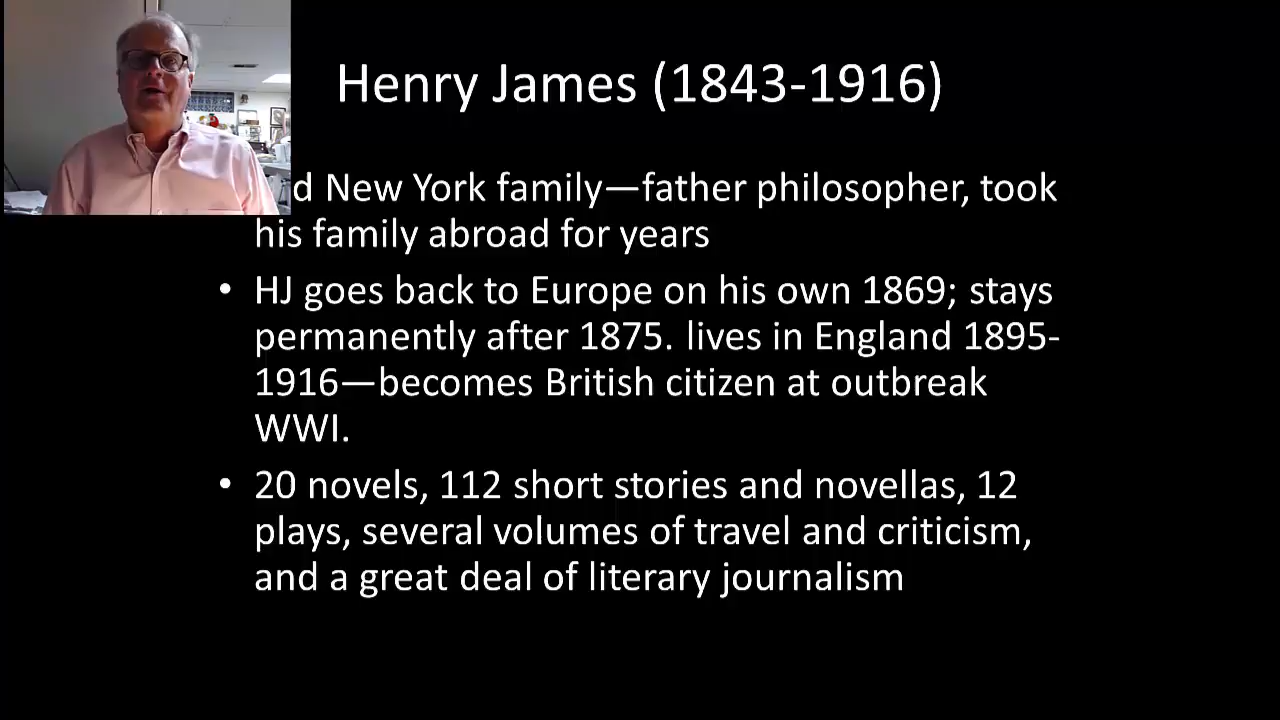 Henry James (1843-1916)
d New York family—father philosopher, took
his family abroad for years
• HJ goes back to Europe on his own 1869; stays
permanently after 1875. lives in England 1895-
1916—becomes British citizen at outbreak
WWI.
• 20 novels, 112 short stories and novellas, 12
plays, several volumes of travel and criticism,
and a great deal of literary journalism